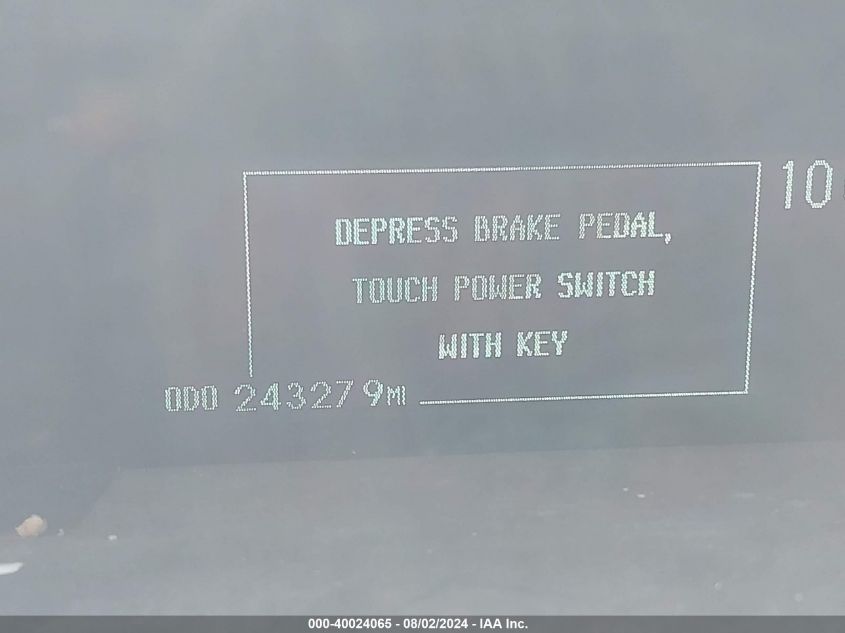 10
DEPRESS BRAKE PEDAL,
TOUCH POWER SWITCH
WITH KEY
ODO 243279MI
000-40024065 - 08/02/2024 - IAA Inc.